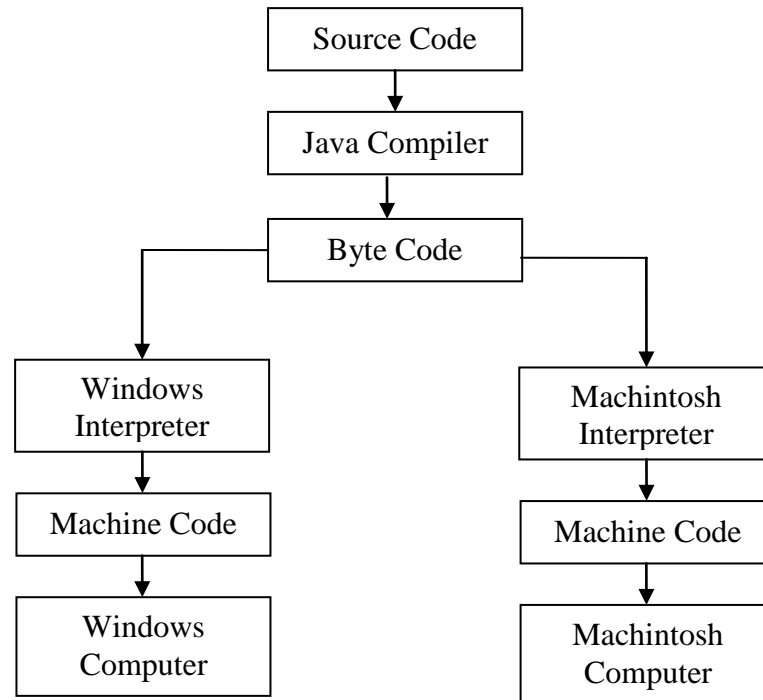 Source Code
Java Compiler
Byte Code
Windows
Interpreter
Machine Code
Windows
Computer
Machintosh
Interpreter
Machine Code
Machintosh
Computer